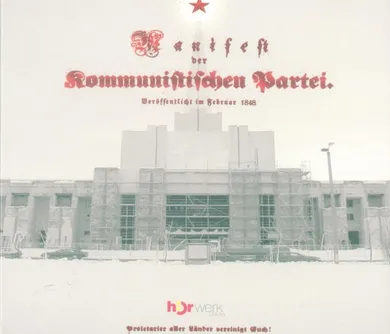 Manifest
der
Kommunistischen Partei.
Veröffentlicht im Februar 1848
hörwerk
Proletarier aller Länder vereinigt Euch!